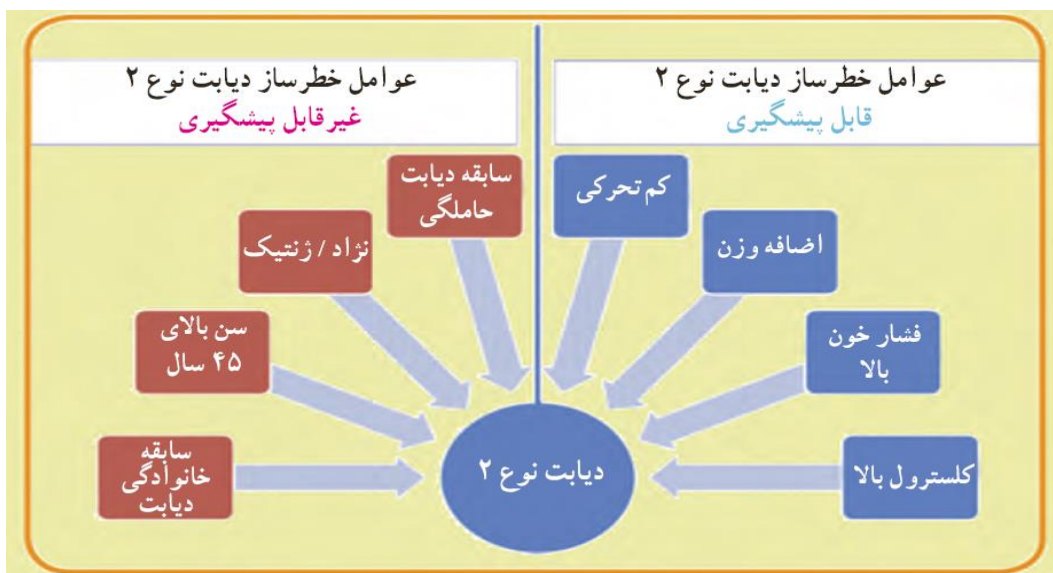 عوامل خطرساز دیابت نوع ۲
قابل پیشگیری
عوامل خطرساز دیابت نوع ۲
غیرقابل پیشگیری
کم تحرکی
اضافه وزن
فشار خون
بالا
کلسترول بالا
سابقه دیابت
حاملگی
نژاد / ژنتیک
سن بالای
۴۵ سال
سابقه
خانوادگی
دیابت
دیابت نوع ۲